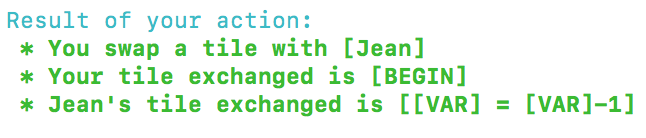 Result of your action:
* You swap a tile with [Jean]
* Your tile exchanged is [BEGIN]
* Jean's tile exchanged is [[VAR] = [VAR]-1]